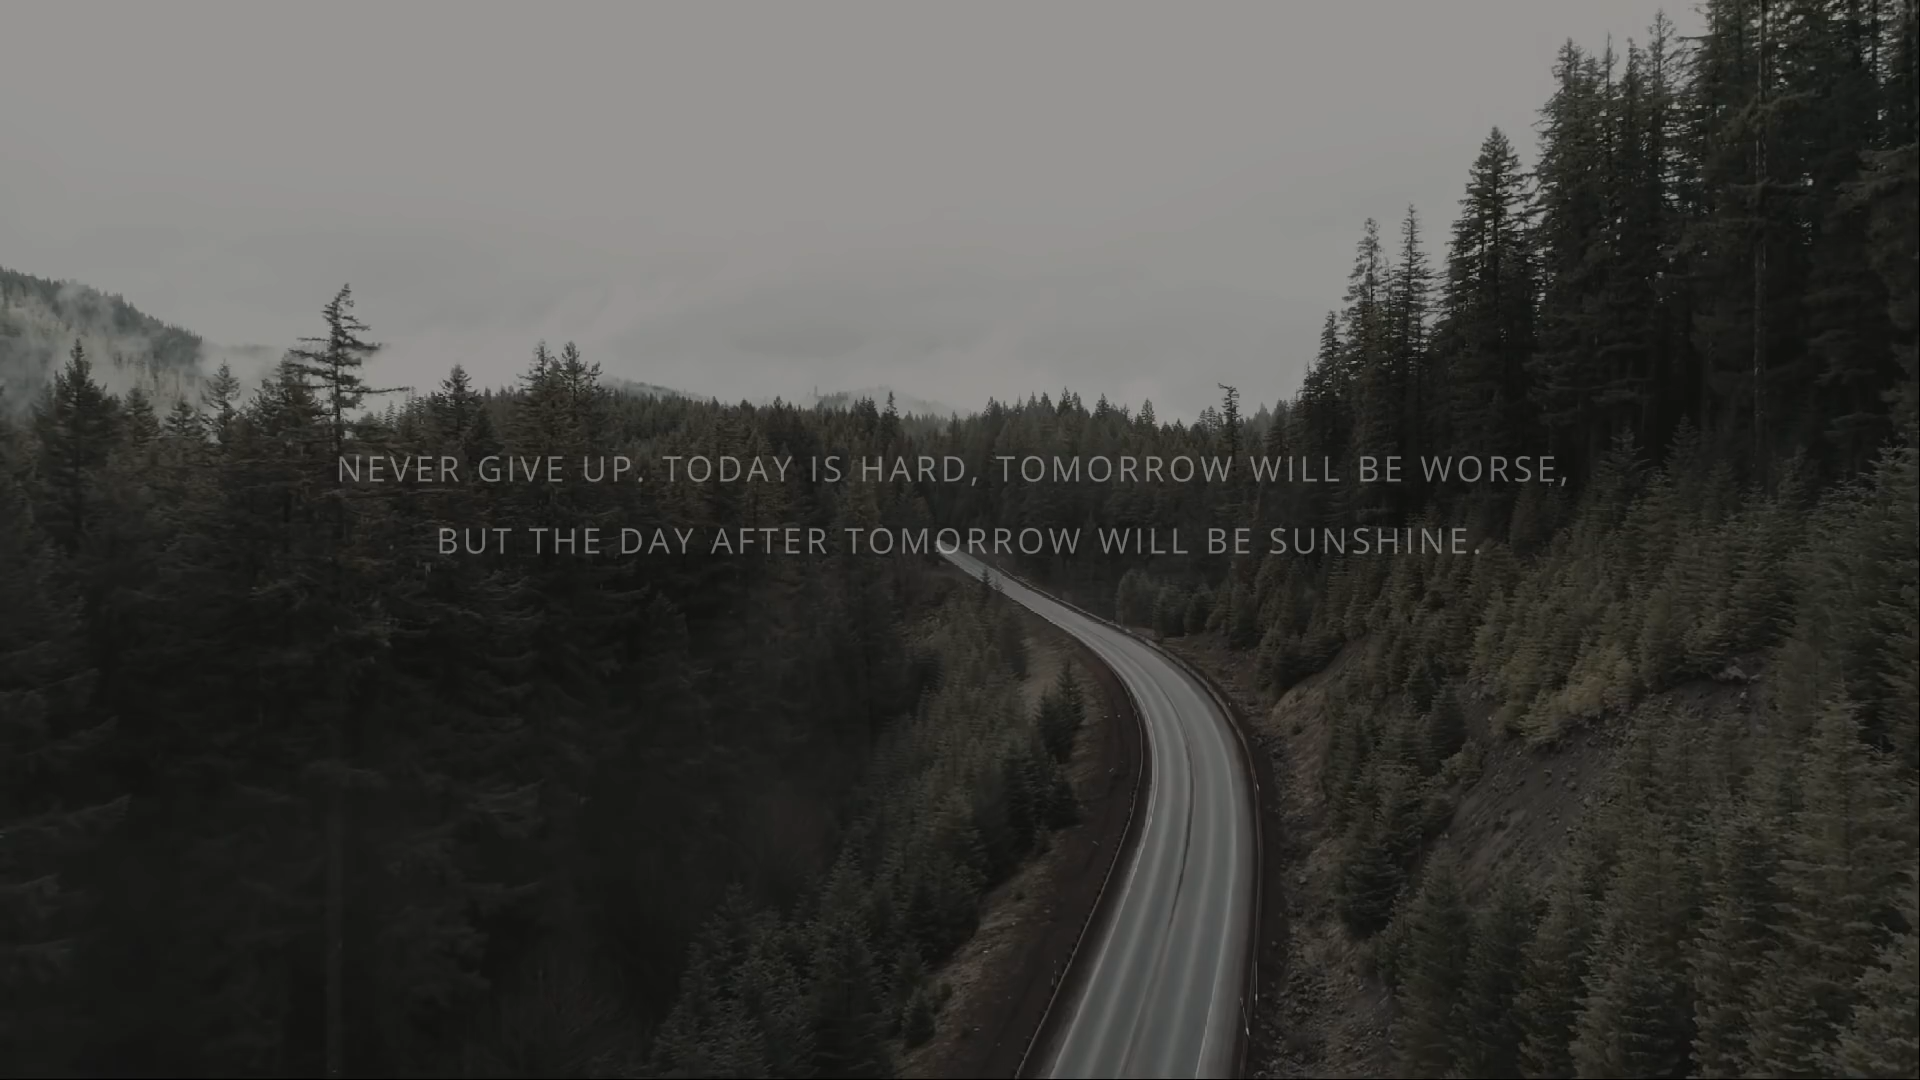 NEVER GIVE UP. TODAY IS HARD, TOMORROW WILL BE WORSE,
BUT THE DAY AFTER TOMORROW WILL BE SUNSHINE.